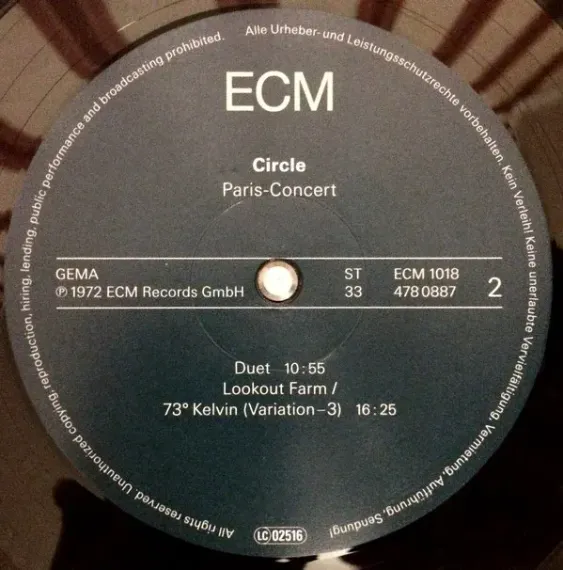 All rights reserved. Unauthorized copying, reproduction, hiring, lending, public performance and broadcasting prohibited.
Alle Urheber- und Leistungsschutzrechte vorbehalten. Kein Verleih! Keine unerlaubte Vervielfältigung, Vermietung, Aufführung, Sendung!
ECM
Circle
Paris-Concert
GEMA ST ECM 1018
℗ 1972 ECM Records GmbH 33 478 0887 2
Duet 10:55
Lookout Farm /
73° Kelvin (Variation–3) 16:25
LC 02516